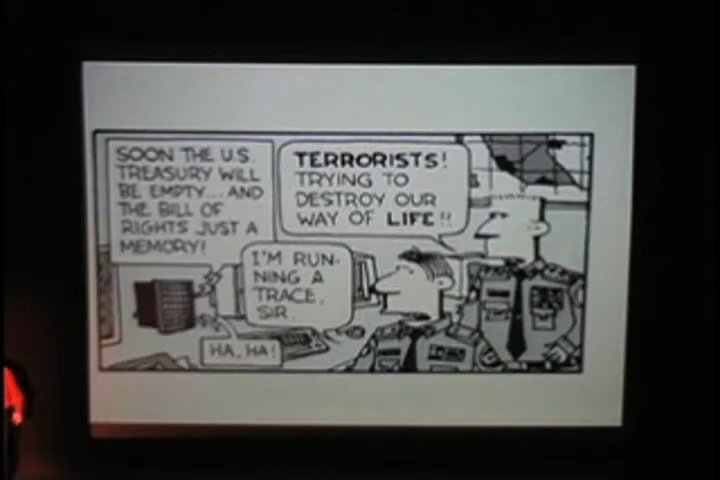 SOON THE U.S.
TREASURY WILL
BE EMPTY... AND
THE BILL OF
RIGHTS JUST A
MEMORY!
TERRORISTS!
TRYING TO
DESTROY OUR
WAY OF LIFE!!
I'M RUN-
NING A
TRACE,
SIR.
HA, HA!